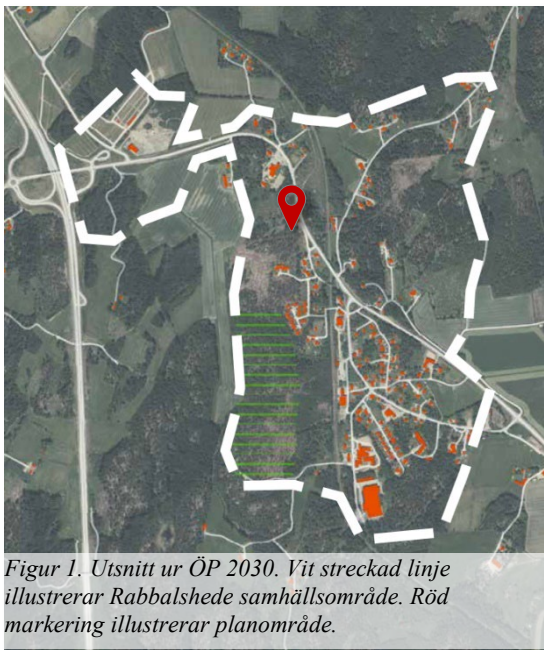 Figur 1. Utsnitt ur ÖP 2030. Vit streckad linje
illustrerar Rabbalshede samhällsområde. Röd
markering illustrerar planområde.